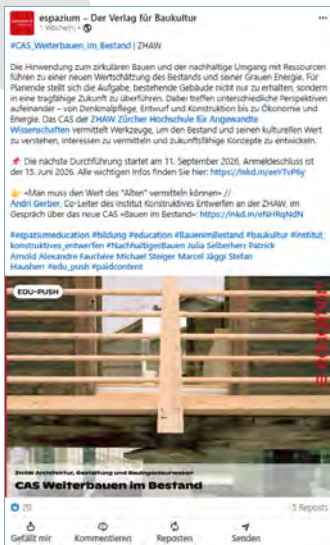 espazium – Der Verlag für Baukultur
1 Woche(n) •
#CAS_Weiterbauen_im_Bestand | ZHAW
Die Hinwendung zum zirkulären Bauen und der nachhaltige Umgang mit Ressourcen
führen zu einer neuen Wertschätzung des Bestands und seiner Grauen Energie. Für
Planende stellt sich die Aufgabe, bestehende Gebäude nicht nur zu erhalten, sondern
in eine tragfähige Zukunft zu überführen. Dabei treffen unterschiedliche Perspektiven
aufeinander – von Denkmalpflege, Entwurf und Konstruktion bis zu Ökonomie und
Energie. Das CAS der ZHAW Zürcher Hochschule für Angewandte
Wissenschaften vermittelt Werkzeuge, um den Bestand und seinen kulturellen Wert
zu verstehen, Interessen zu vermitteln und zukunftsfähige Konzepte zu entwickeln.
📌 Die nächste Durchführung startet am 11. September 2026, Anmeldeschluss ist
der 15. Juni 2026. Alle wichtigen Infos finden Sie hier: https://lnkd.in/eeYTvP6y
👉 «Man muss den Wert des "Alten" vermitteln können» //
Andri Gerber, Co-Leiter des Institut Konstruktives Entwerfen an der ZHAW, im
Gespräch über das neue CAS «Bauen im Bestand»: https://lnkd.in/eNHRqNdN
#espaziumeducation #bildung #education #BauenimBestand #baukultur #institut_
konstruktives_entwerfen #NachhaltigesBauen Julia Selberherr Patrick
Arnold Alexandre Fauchère Michael Steiger Marcel Jäggi Stefan
Hausherr #edu_push #paidcontent
EDU-PUSH
ZHAW Architektur, Gestaltung und Bauingenieurwesen
CAS Weiterbauen im Bestand
20
5 Reposts
Gefällt mir Kommentieren Reposten Senden